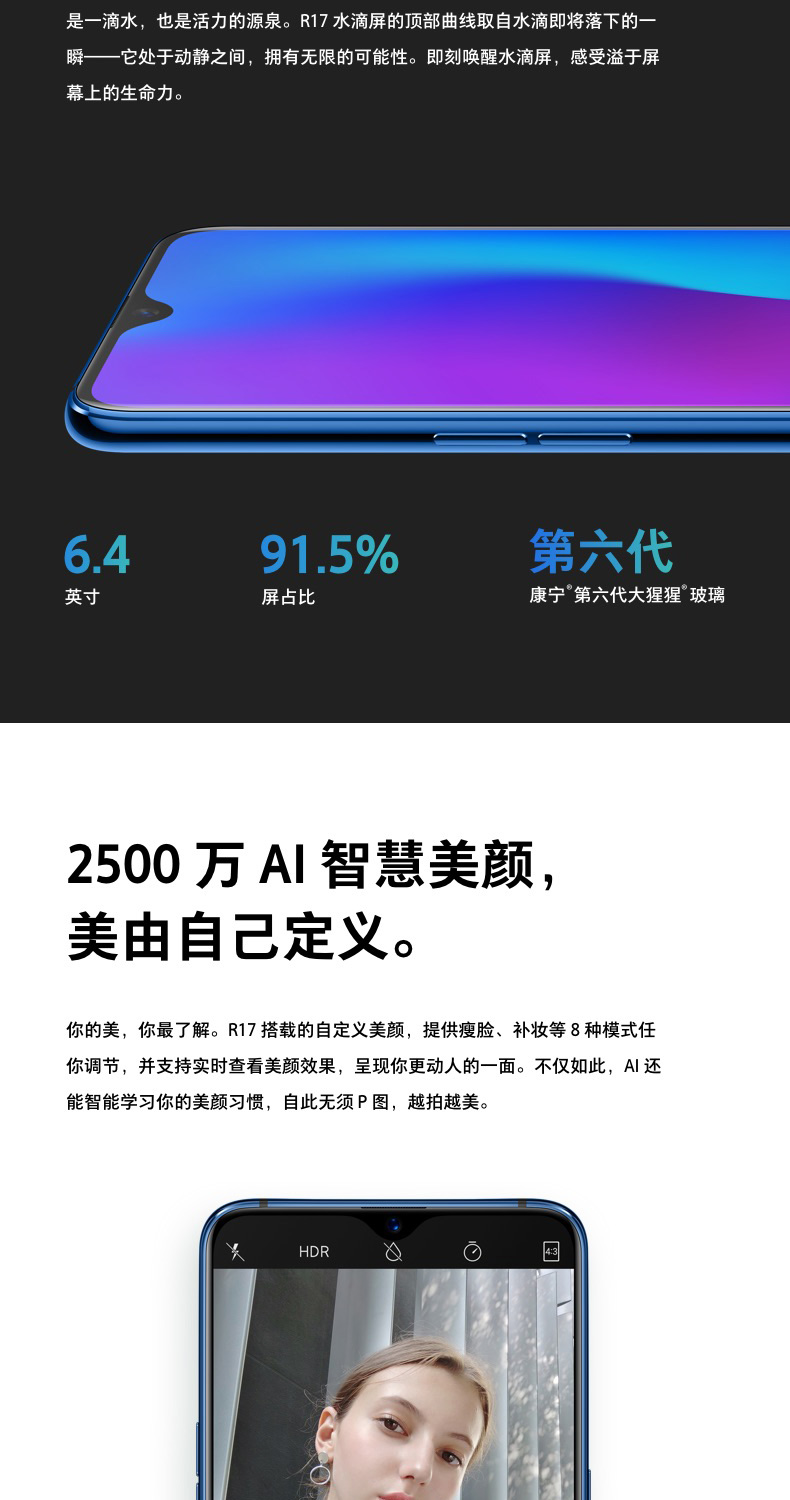 是一滴水，也是活力的源泉。R17 水滴屏的顶部曲线取自水滴即将落下的一
瞬——它处于动静之间，拥有无限的可能性。即刻唤醒水滴屏，感受溢于屏
幕上的生命力。
6.4
英寸
91.5%
屏占比
第六代
康宁®第六代大猩猩®玻璃
2500 万 AI 智慧美颜，
美由自己定义。
你的美，你最了解。R17 搭载的自定义美颜，提供瘦脸、补妆等 8 种模式任
你调节，并支持实时查看美颜效果，呈现你更动人的一面。不仅如此，AI 还
能智能学习你的美颜习惯，自此无须 P 图，越拍越美。
HDR
4:3